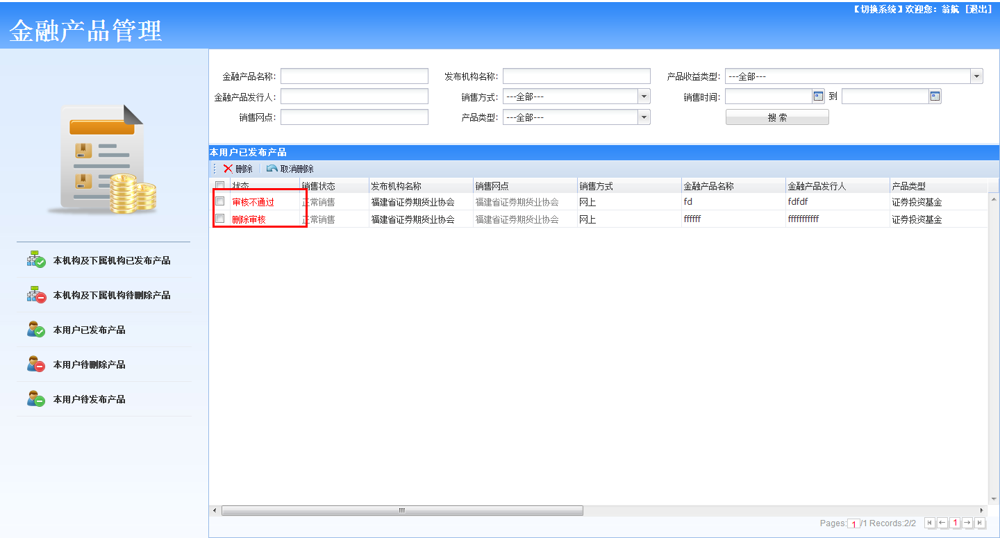 【切换系统】欢迎您：翁航 [退出]
金融产品管理
金融产品名称： 发布机构名称： 产品收益类型： ---全部---
金融产品发行人： 销售方式： ---全部--- 销售时间： 到
销售网点： 产品类型： ---全部--- 搜 索
本用户已发布产品
删除 取消删除
状态 销售状态 发布机构名称 销售网点 销售方式 金融产品名称 金融产品发行人 产品类型
审核不通过 正常销售 福建省证券期货业协会 福建省证券期货业协会 网上 fd fdfdf 证券投资基金
删除审核 正常销售 福建省证券期货业协会 福建省证券期货业协会 网上 ffffff fffffffffff 证券投资基金
本机构及下属机构已发布产品
本机构及下属机构待删除产品
本用户已发布产品
本用户待删除产品
本用户待发布产品
Pages: 1 /1 Records:2/2 1